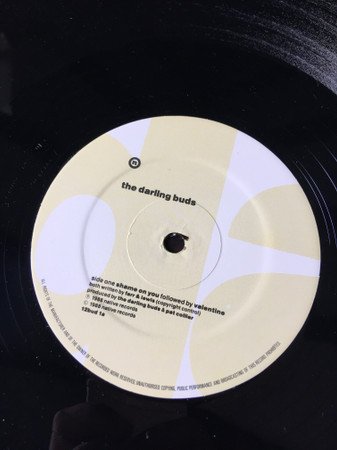 n
the darling buds
side one shame on you followed by valentine
both written by farr & lewis (copyright control)
produced by the darling buds & pat collier
℗ 1988 native records
© 1988 native records
12bud 1a
ALL RIGHTS OF THE MANUFACTURER AND OF THE OWNER OF THE RECORDED WORK RESERVED. UNAUTHORISED COPYING, PUBLIC PERFORMANCE, AND BROADCASTING OF THIS RECORD PROHIBITED.